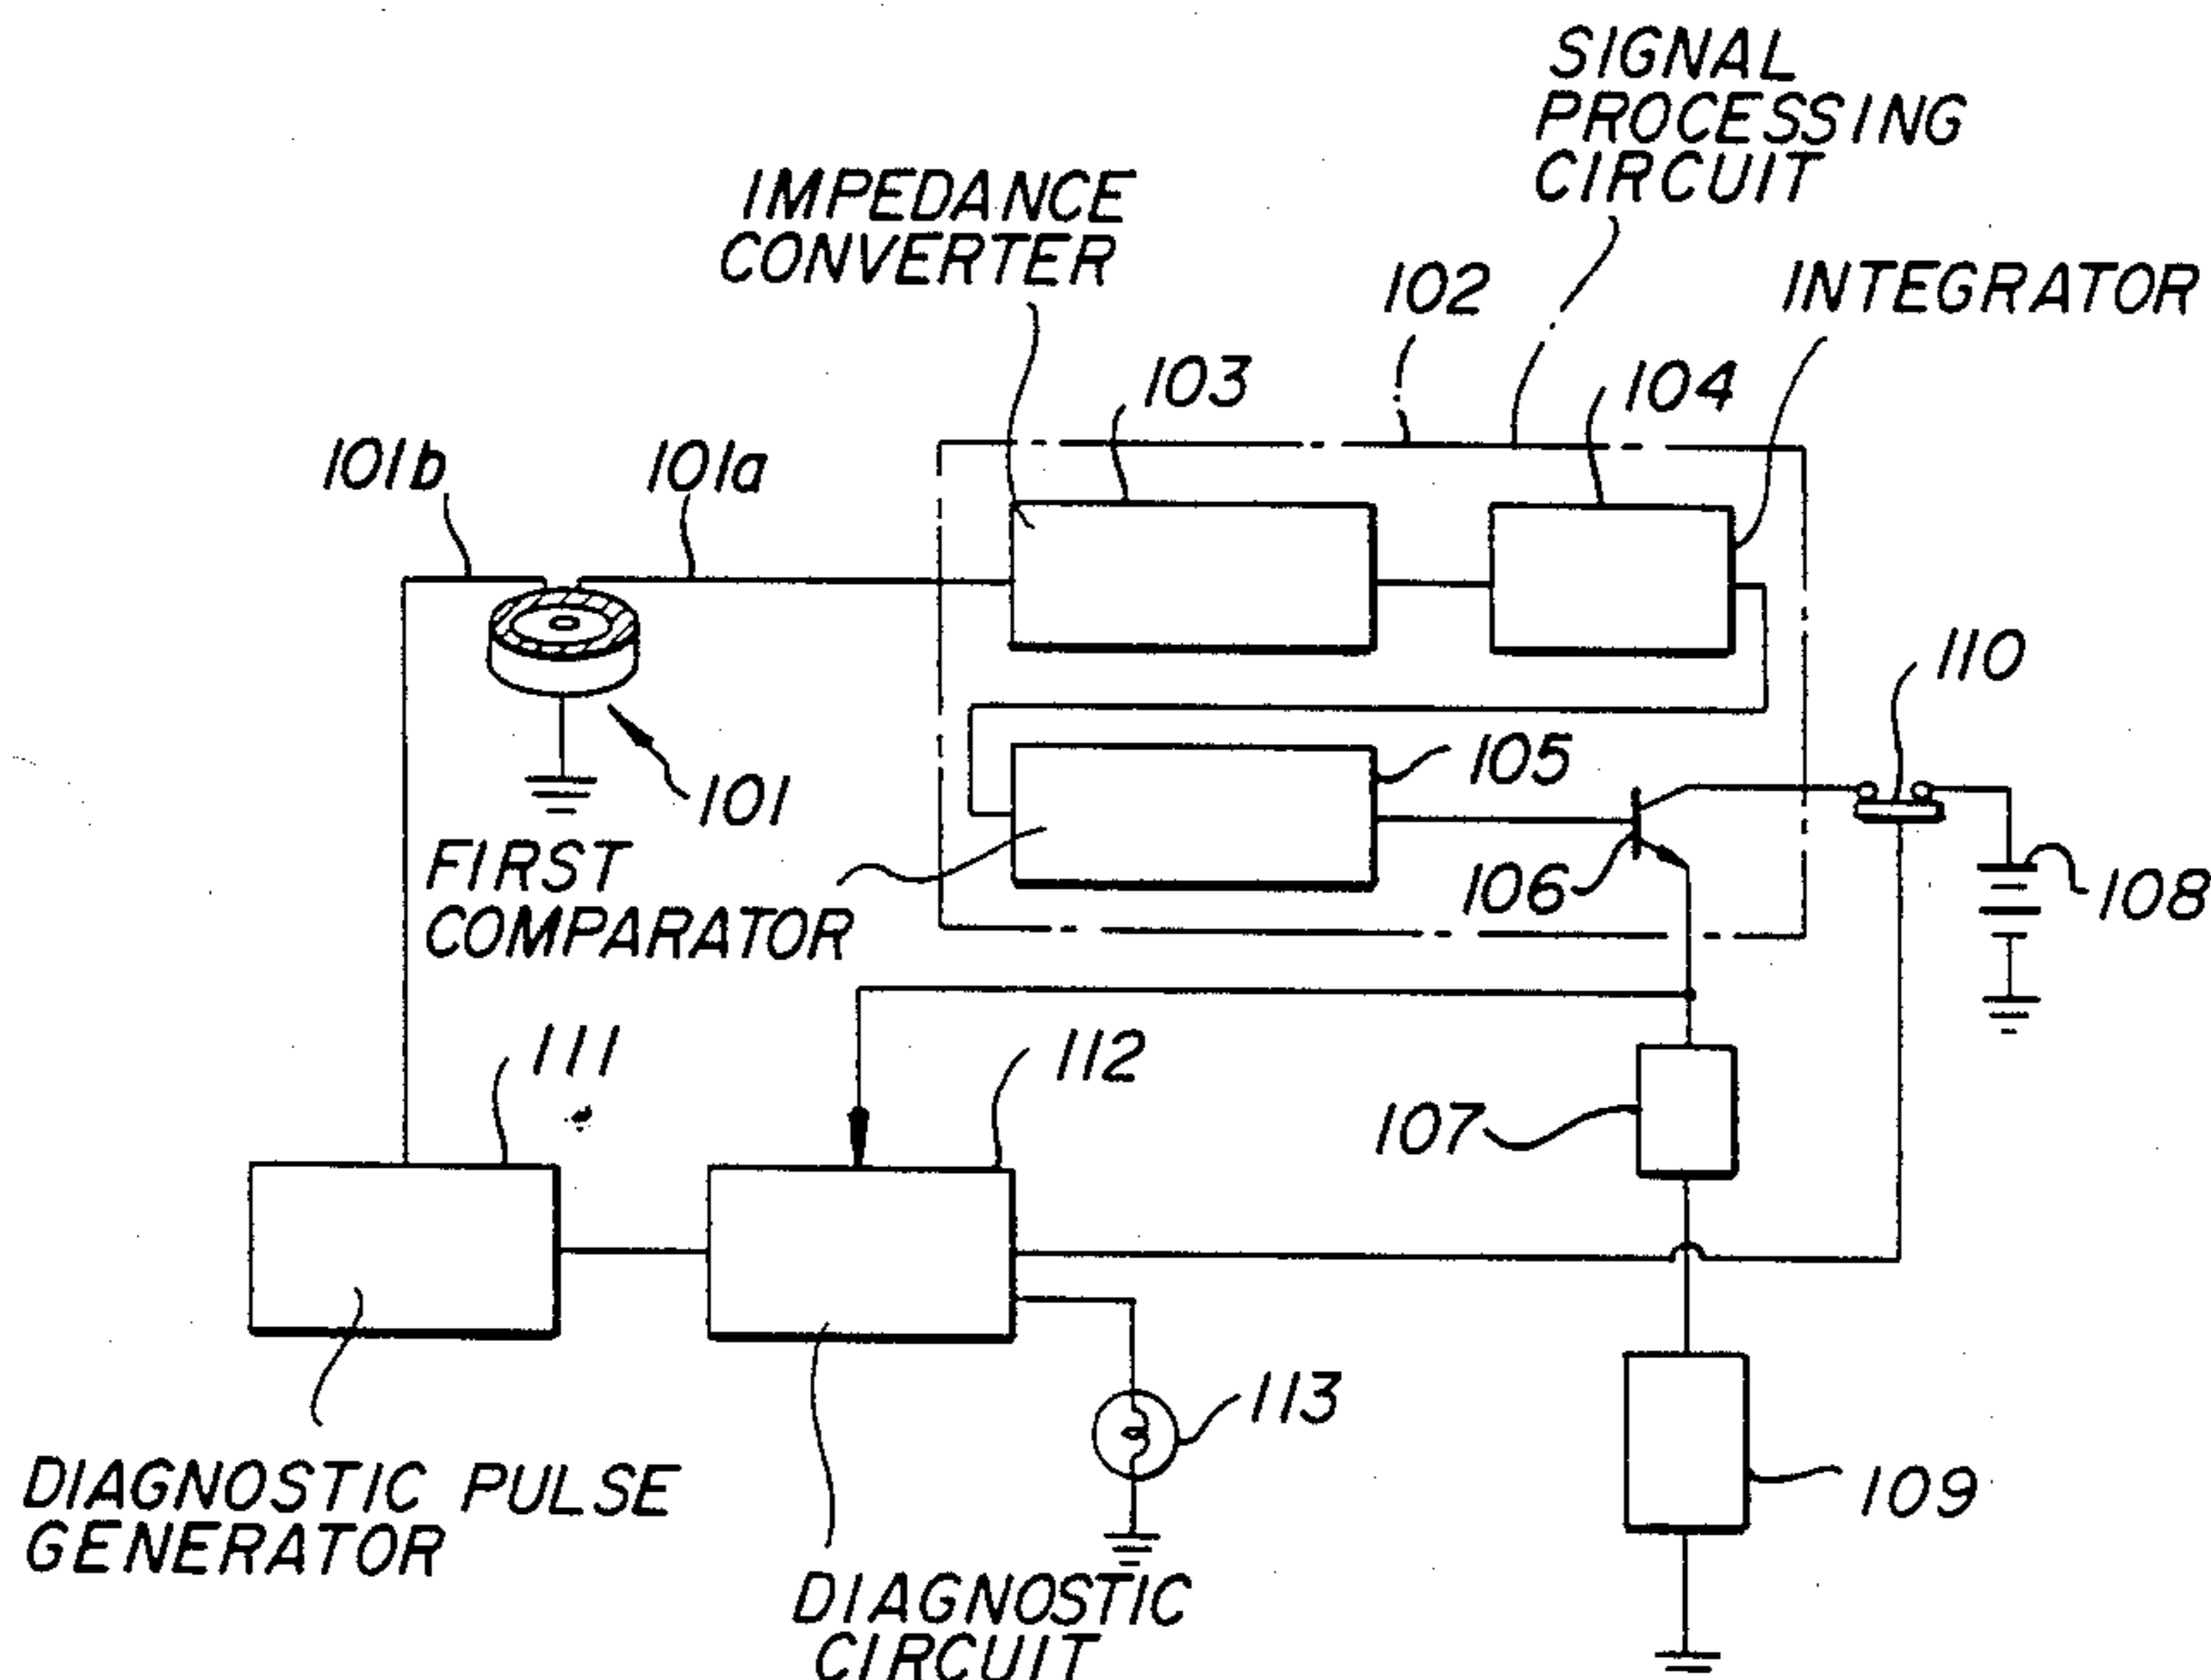 SIGNAL
PROCESSING
CIRCUIT
IMPEDANCE
CONVERTER
102
INTEGRATOR
103
104
101b
101a
110
105
101
FIRST
COMPARATOR
106
108
111
112
107
113
109
DIAGNOSTIC PULSE
GENERATOR
DIAGNOSTIC
CIRCUIT